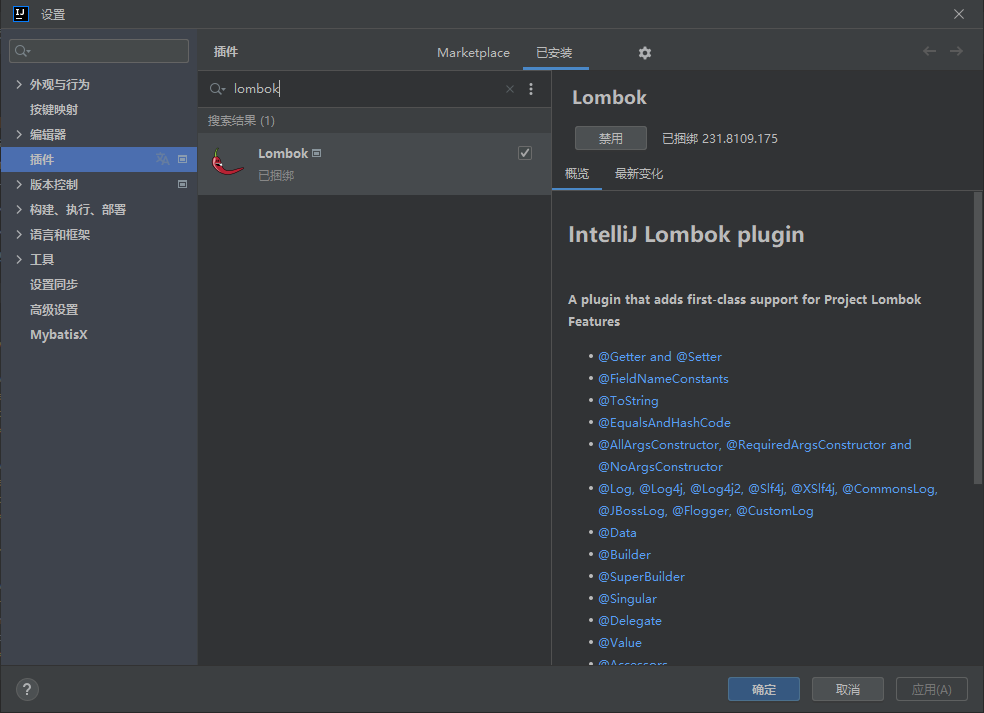 设置
插件
Marketplace
已安装
外观与行为
按键映射
编辑器
插件
版本控制
构建、执行、部署
语言和框架
工具
设置同步
高级设置
MybatisX
lombok
搜索结果 (1)
Lombok
已捆绑
Lombok
禁用
已捆绑 231.8109.175
概览
最新变化
IntelliJ Lombok plugin
A plugin that adds first-class support for Project Lombok
Features
• @Getter and @Setter
• @FieldNameConstants
• @ToString
• @EqualsAndHashCode
• @AllArgsConstructor, @RequiredArgsConstructor and
@NoArgsConstructor
• @Log, @Log4j, @Log4j2, @Slf4j, @XSlf4j, @CommonsLog,
@JBossLog, @Flogger, @CustomLog
• @Data
• @Builder
• @SuperBuilder
• @Singular
• @Delegate
• @Value
• @Accessors
?
确定
取消
应用(A)